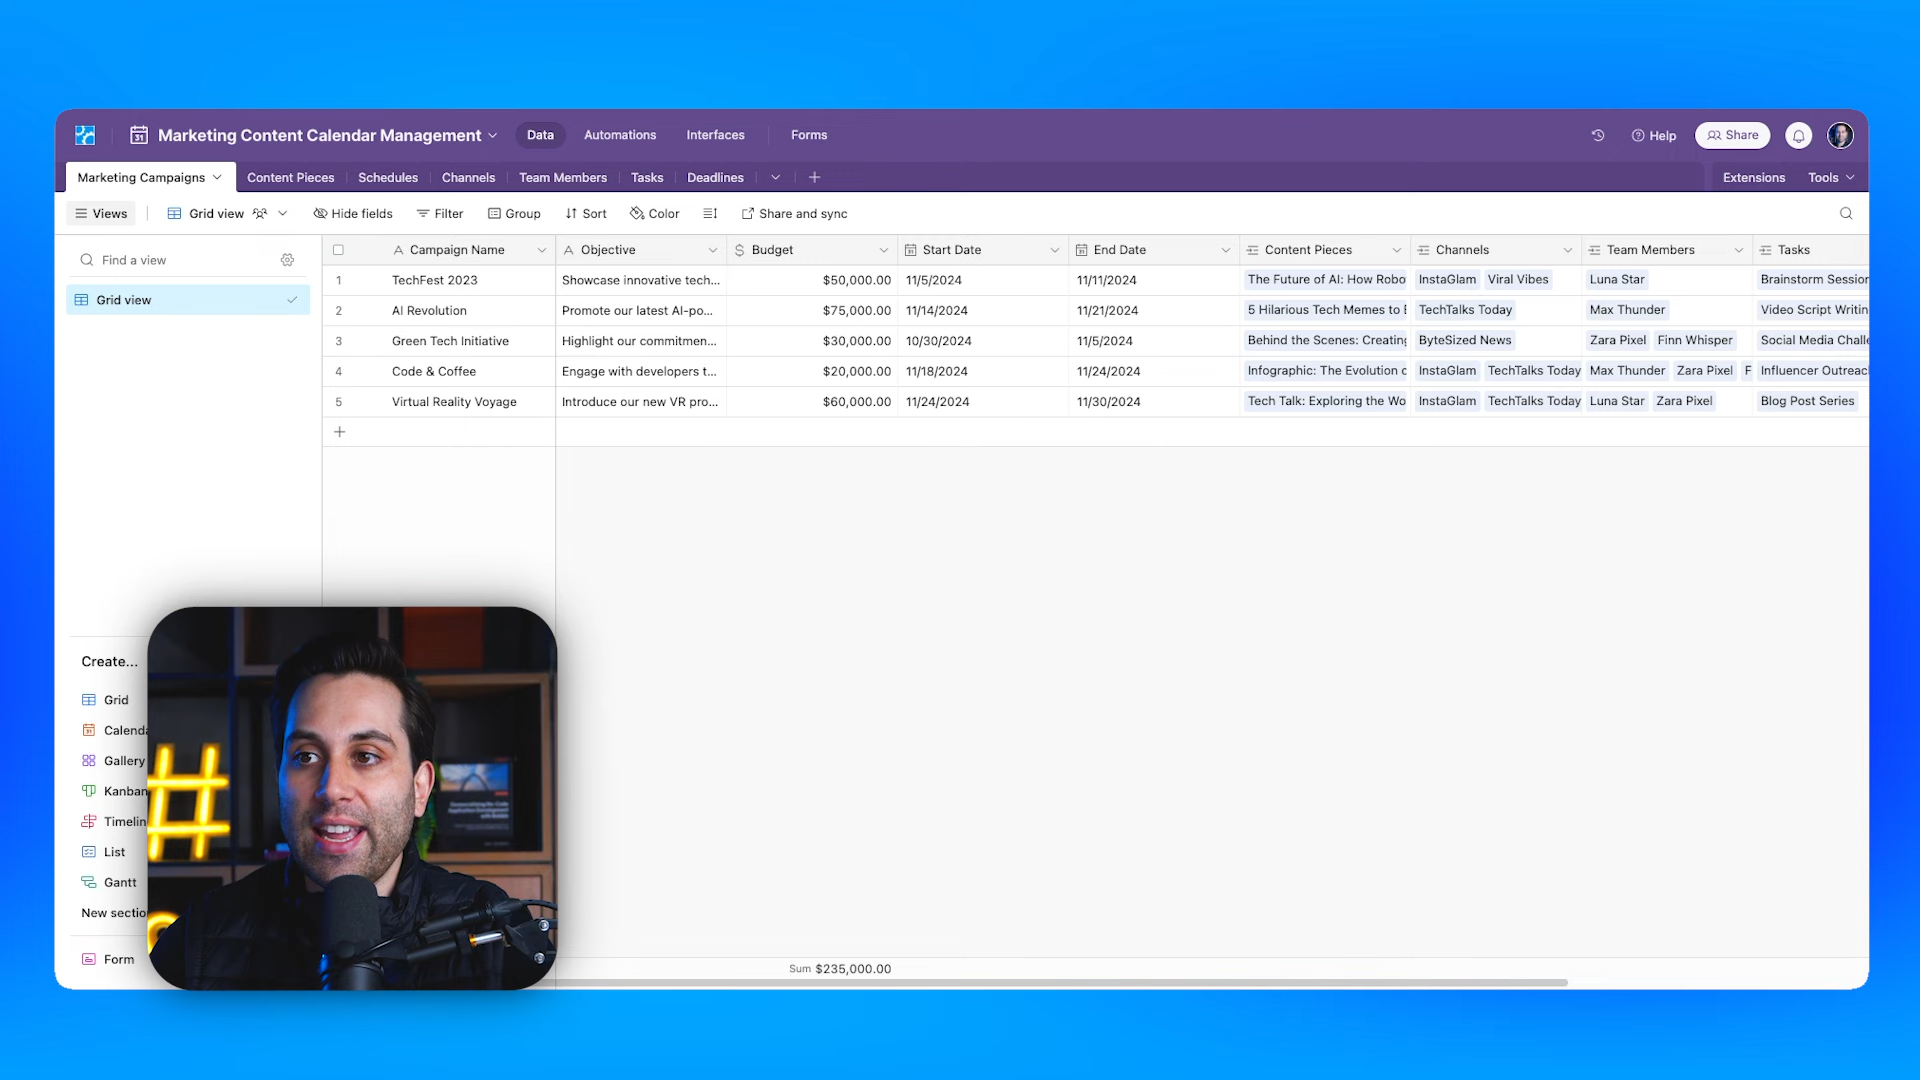 Marketing Content Calendar Management Data Automations Interfaces Forms Help Share
Marketing Campaigns Content Pieces Schedules Channels Team Members Tasks Deadlines Extensions Tools
Views Grid view Hide fields Filter Group Sort Color Share and sync
Find a view
Grid view
Campaign Name Objective Budget Start Date End Date Content Pieces Channels Team Members Tasks
1 TechFest 2023 Showcase innovative tech... $50,000.00 11/5/2024 11/11/2024 The Future of AI: How Robo InstaGlam Viral Vibes Luna Star Brainstorm Session
2 AI Revolution Promote our latest AI-po... $75,000.00 11/14/2024 11/21/2024 5 Hilarious Tech Memes to B TechTalks Today Max Thunder Video Script Writin
3 Green Tech Initiative Highlight our commitmen... $30,000.00 10/30/2024 11/5/2024 Behind the Scenes: Creating ByteSized News Zara Pixel Finn Whisper Social Media Challe
4 Code & Coffee Engage with developers t... $20,000.00 11/18/2024 11/24/2024 Infographic: The Evolution o InstaGlam TechTalks Today Max Thunder Zara Pixel F Influencer Outreac
5 Virtual Reality Voyage Introduce our new VR pro... $60,000.00 11/24/2024 11/30/2024 Tech Talk: Exploring the Wo InstaGlam TechTalks Today Luna Star Zara Pixel Blog Post Series
Create...
Grid
Calenda
Gallery
Kanban
Timelin
List
Gantt
New sectio
Form
#
Sum $235,000.00